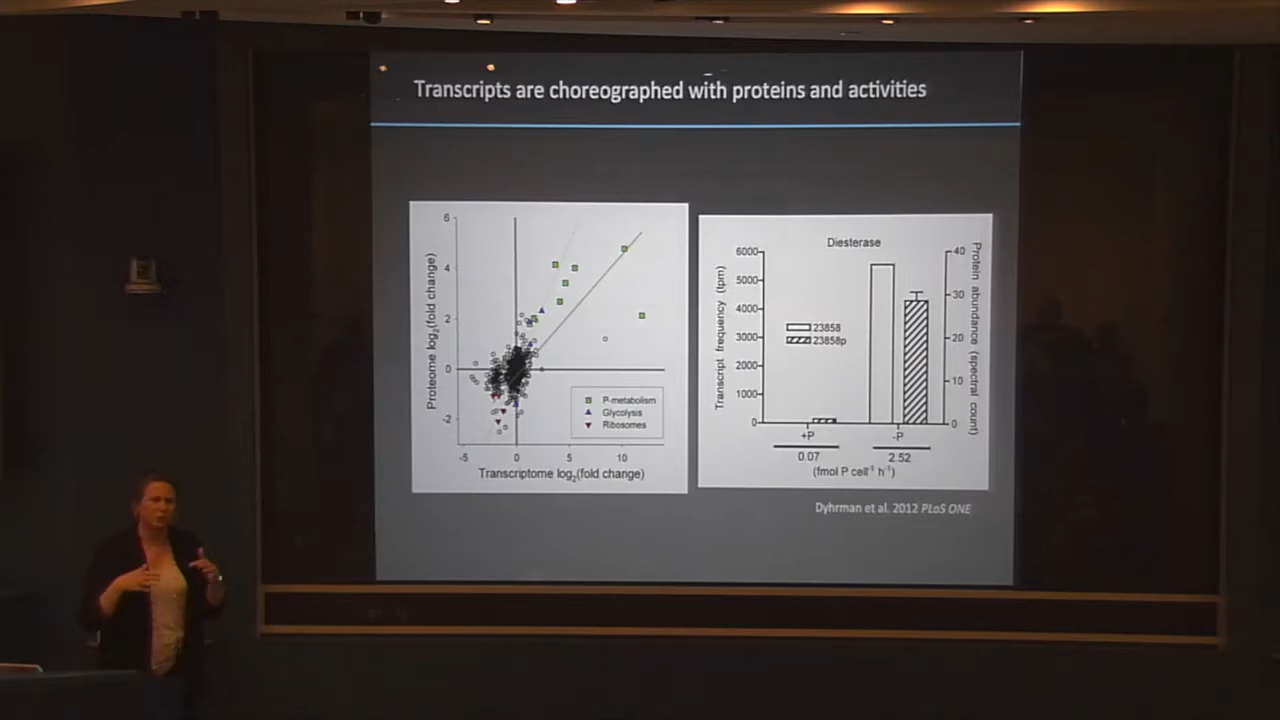 Transcripts are choreographed with proteins and activities
Proteome log2(fold change)
6
4
2
0
-2
-5
0
5
10
Transcriptome log2(fold change)
P-metabolism
Glycolysis
Ribosomes
Diesterase
Transcript frequency (tpm)
6000
5000
4000
3000
2000
1000
0
23858
23858p
40
30
20
10
0
Protein abundance (spectral count)
+P
-P
0.07
2.52
(fmol P cell-1 h-1)
Dyhrman et al. 2012 PLoS ONE